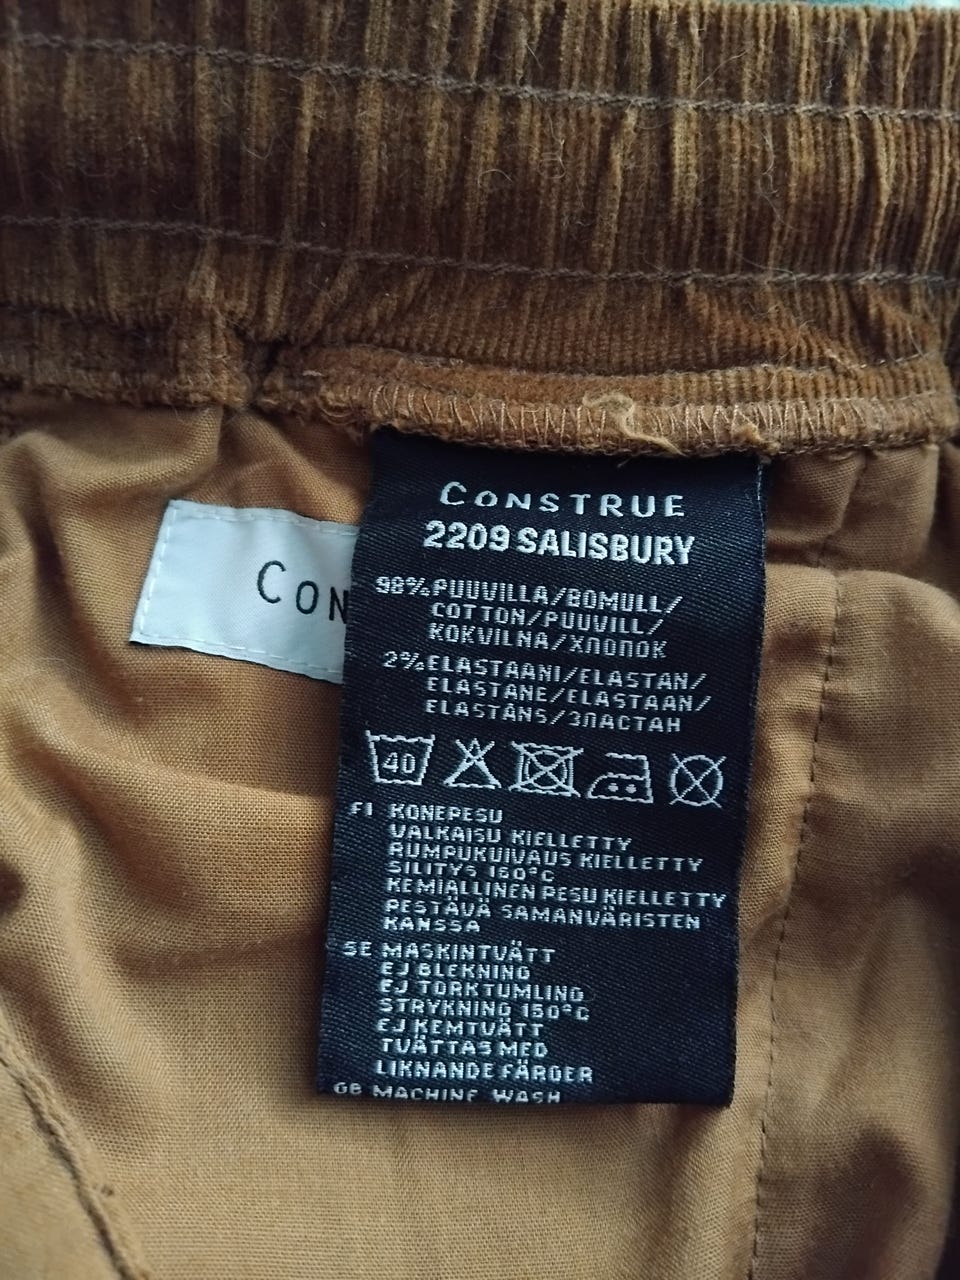 CONSTRUE
2209 SALISBURY
98% PUUVILLA/BOMULL/
COTTON/PUUVILL/
KOKVILNA/ХЛОПОК
2% ELASTAANI/ELASTAN/
ELASTANE/ELASTAAN/
ELASTĀNS/ЭЛАСТАН
40
FI KONEPESU
VALKAISU KIELLETTY
RUMPUKUIVAUS KIELLETTY
SILITYS 150°C
KEMIALLINEN PESU KIELLETTY
PESTÄVÄ SAMANVÄRISTEN
KANSSA
SE MASKINTVÄTT
EJ BLEKNING
EJ TORKTUMLING
STRYKNING 150°C
EJ KEMTVÄTT
TVÄTTAS MED
LIKNANDE FÄRGER
GB MACHINE WASH
CON